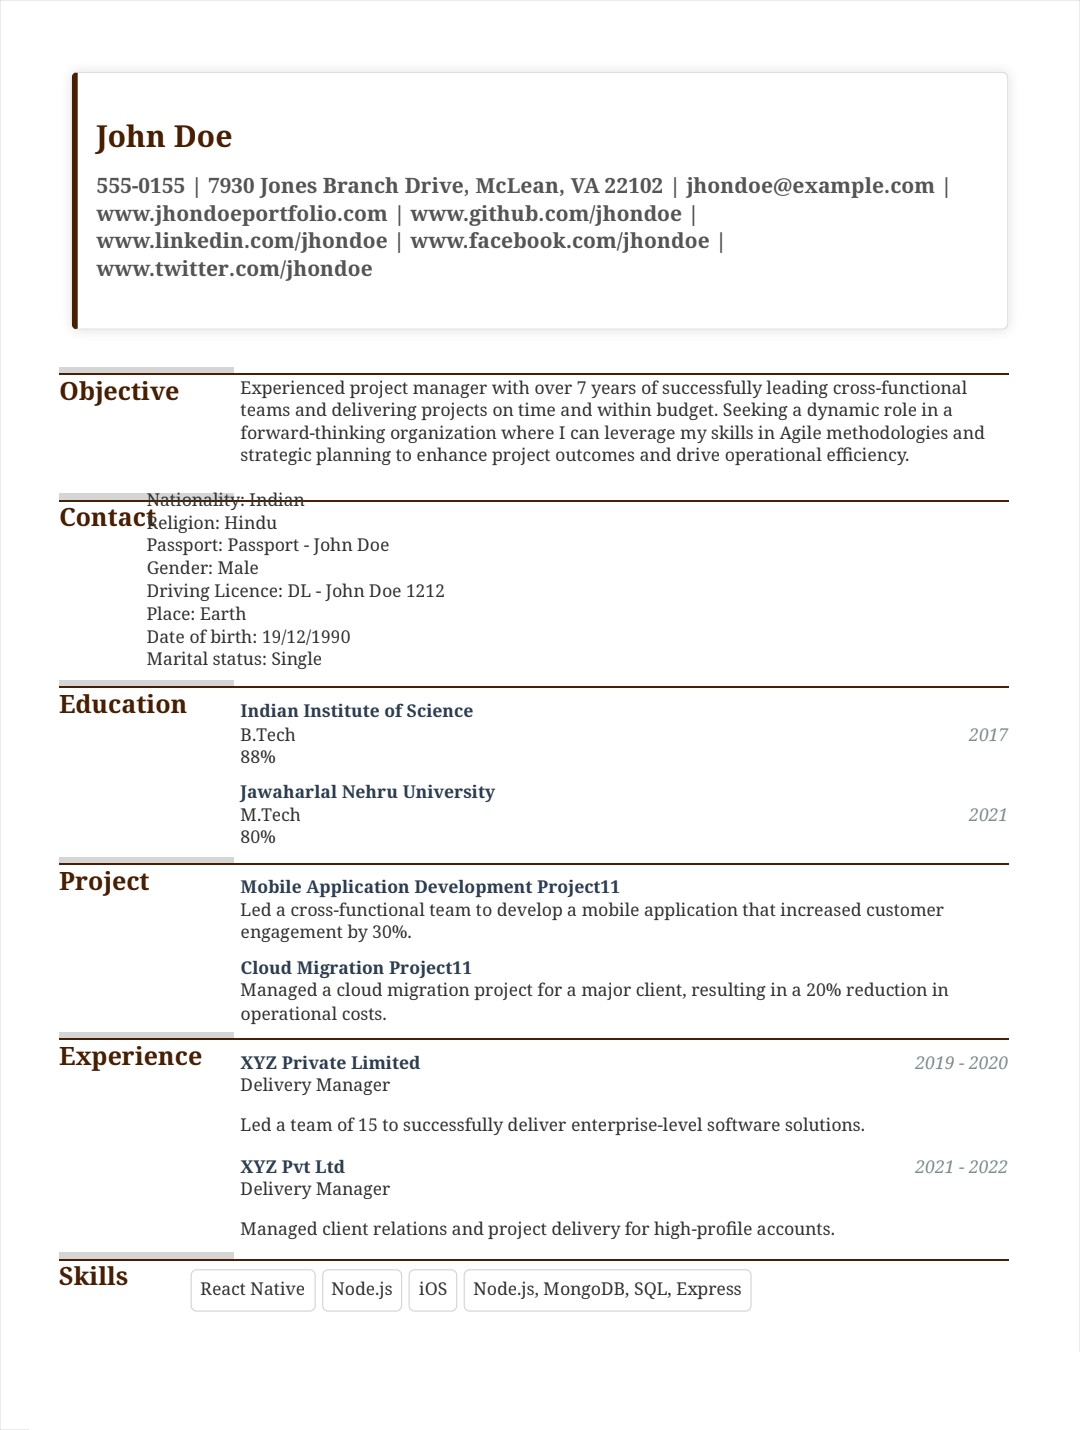 John Doe
555-0155 | 7930 Jones Branch Drive, McLean, VA 22102 | jhondoe@example.com |
www.jhondoeportfolio.com | www.github.com/jhondoe |
www.linkedin.com/jhondoe | www.facebook.com/jhondoe |
www.twitter.com/jhondoe
Objective
Experienced project manager with over 7 years of successfully leading cross-functional
teams and delivering projects on time and within budget. Seeking a dynamic role in a
forward-thinking organization where I can leverage my skills in Agile methodologies and
strategic planning to enhance project outcomes and drive operational efficiency.
Contact
Nationality: Indian
Religion: Hindu
Passport: Passport - John Doe
Gender: Male
Driving Licence: DL - John Doe 1212
Place: Earth
Date of birth: 19/12/1990
Marital status: Single
Education
Indian Institute of Science
B.Tech 2017
88%
Jawaharlal Nehru University
M.Tech 2021
80%
Project
Mobile Application Development Project11
Led a cross-functional team to develop a mobile application that increased customer
engagement by 30%.
Cloud Migration Project11
Managed a cloud migration project for a major client, resulting in a 20% reduction in
operational costs.
Experience
XYZ Private Limited 2019 - 2020
Delivery Manager
Led a team of 15 to successfully deliver enterprise-level software solutions.
XYZ Pvt Ltd 2021 - 2022
Delivery Manager
Managed client relations and project delivery for high-profile accounts.
Skills
React Native Node.js iOS Node.js, MongoDB, SQL, Express